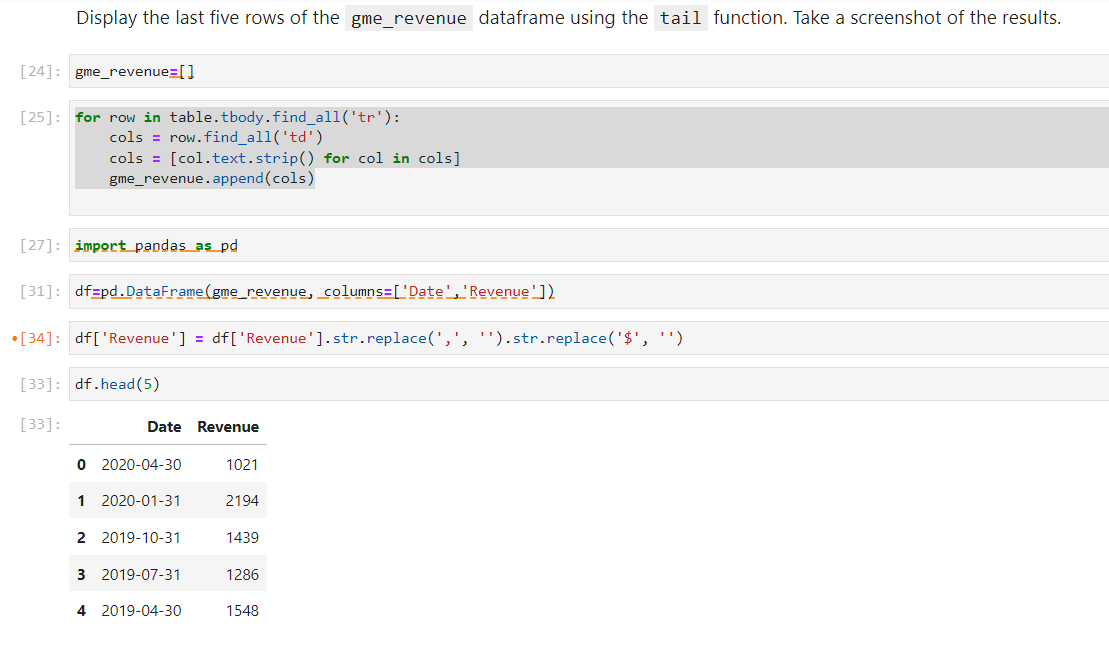 Display the last five rows of the gme_revenue dataframe using the tail function. Take a screenshot of the results.
[24]: gme_revenue=[]
[25]: for row in table.tbody.find_all('tr'):
    cols = row.find_all('td')
    cols = [col.text.strip() for col in cols]
    gme_revenue.append(cols)
[27]: import pandas as pd
[31]: df=pd.DataFrame(gme_revenue, columns=['Date','Revenue'])
•[34]: df['Revenue'] = df['Revenue'].str.replace(',', '').str.replace('$', '')
[33]: df.head(5)
[33]: Date Revenue
0 2020-04-30 1021
1 2020-01-31 2194
2 2019-10-31 1439
3 2019-07-31 1286
4 2019-04-30 1548